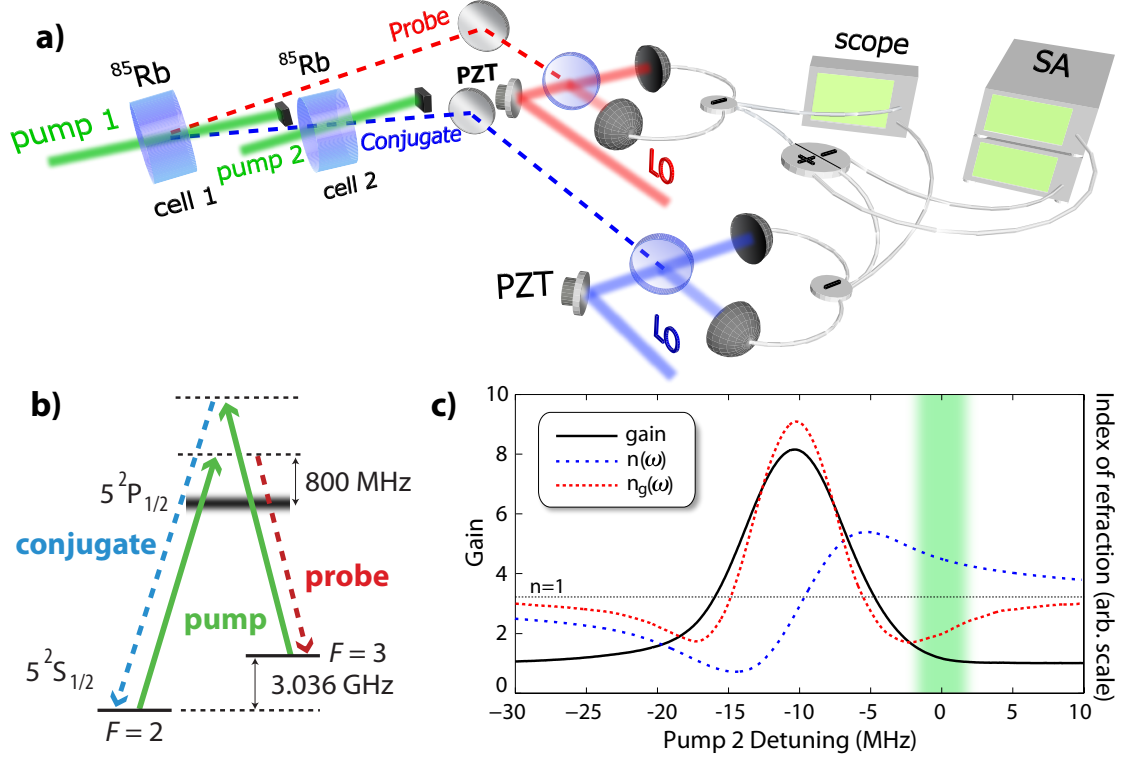 a)
⁸⁵Rb
⁸⁵Rb
pump 1
pump 2
cell 1
cell 2
Probe
Conjugate
PZT
LO
PZT
LO
scope
SA
−
+ −
−
b)
5 ²P₁/₂
800 MHz
conjugate
probe
pump
5 ²S₁/₂
F = 3
3.036 GHz
F = 2
c)
10
8
6
4
2
0
Gain
gain
n(ω)
n_g(ω)
n=1
Index of refraction (arb. scale)
−30 −25 −20 −15 -10 -5 0 5 10
Pump 2 Detuning (MHz)